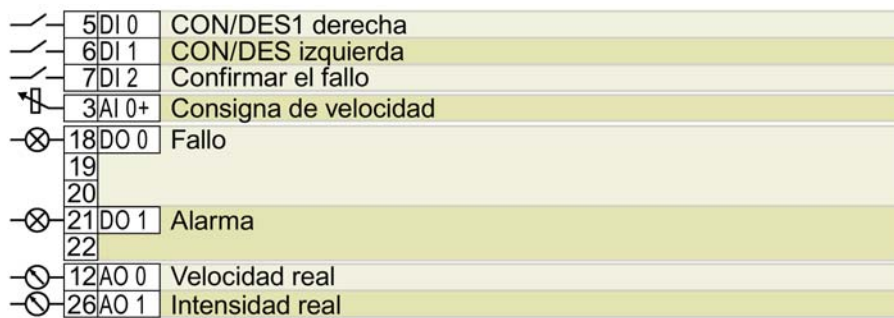 5 DI 0 CON/DES1 derecha
6 DI 1 CON/DES izquierda
7 DI 2 Confirmar el fallo
3 AI 0+ Consigna de velocidad
18 DO 0 Fallo
19
20
21 DO 1 Alarma
22
12 AO 0 Velocidad real
26 AO 1 Intensidad real